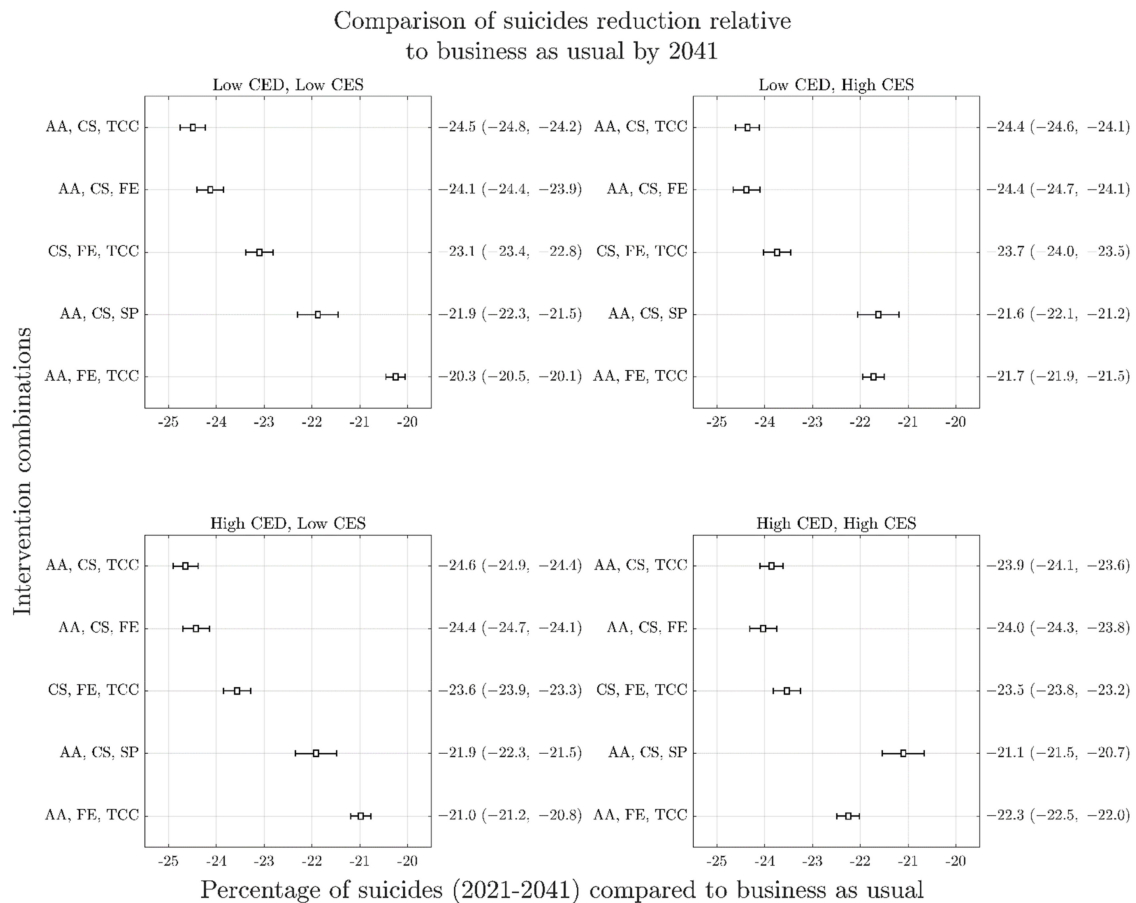 Comparison of suicides reduction relative
to business as usual by 2041
Low CED, Low CES
AA, CS, TCC −24.5 (−24.8, −24.2)
AA, CS, FE −24.1 (−24.4, −23.9)
CS, FE, TCC −23.1 (−23.4, −22.8)
AA, CS, SP −21.9 (−22.3, −21.5)
AA, FE, TCC −20.3 (−20.5, −20.1)
-25 -24 -23 -22 -21 -20
Low CED, High CES
AA, CS, TCC −24.4 (−24.6, −24.1)
AA, CS, FE −24.4 (−24.7, −24.1)
CS, FE, TCC −23.7 (−24.0, −23.5)
AA, CS, SP −21.6 (−22.1, −21.2)
AA, FE, TCC −21.7 (−21.9, −21.5)
-25 -24 -23 -22 -21 -20
Intervention combinations
High CED, Low CES
AA, CS, TCC −24.6 (−24.9, −24.4)
AA, CS, FE −24.4 (−24.7, −24.1)
CS, FE, TCC −23.6 (−23.9, −23.3)
AA, CS, SP −21.9 (−22.3, −21.5)
AA, FE, TCC −21.0 (−21.2, −20.8)
-25 -24 -23 -22 -21 -20
High CED, High CES
AA, CS, TCC −23.9 (−24.1, −23.6)
AA, CS, FE −24.0 (−24.3, −23.8)
CS, FE, TCC −23.5 (−23.8, −23.2)
AA, CS, SP −21.1 (−21.5, −20.7)
AA, FE, TCC −22.3 (−22.5, −22.0)
-25 -24 -23 -22 -21 -20
Percentage of suicides (2021-2041) compared to business as usual